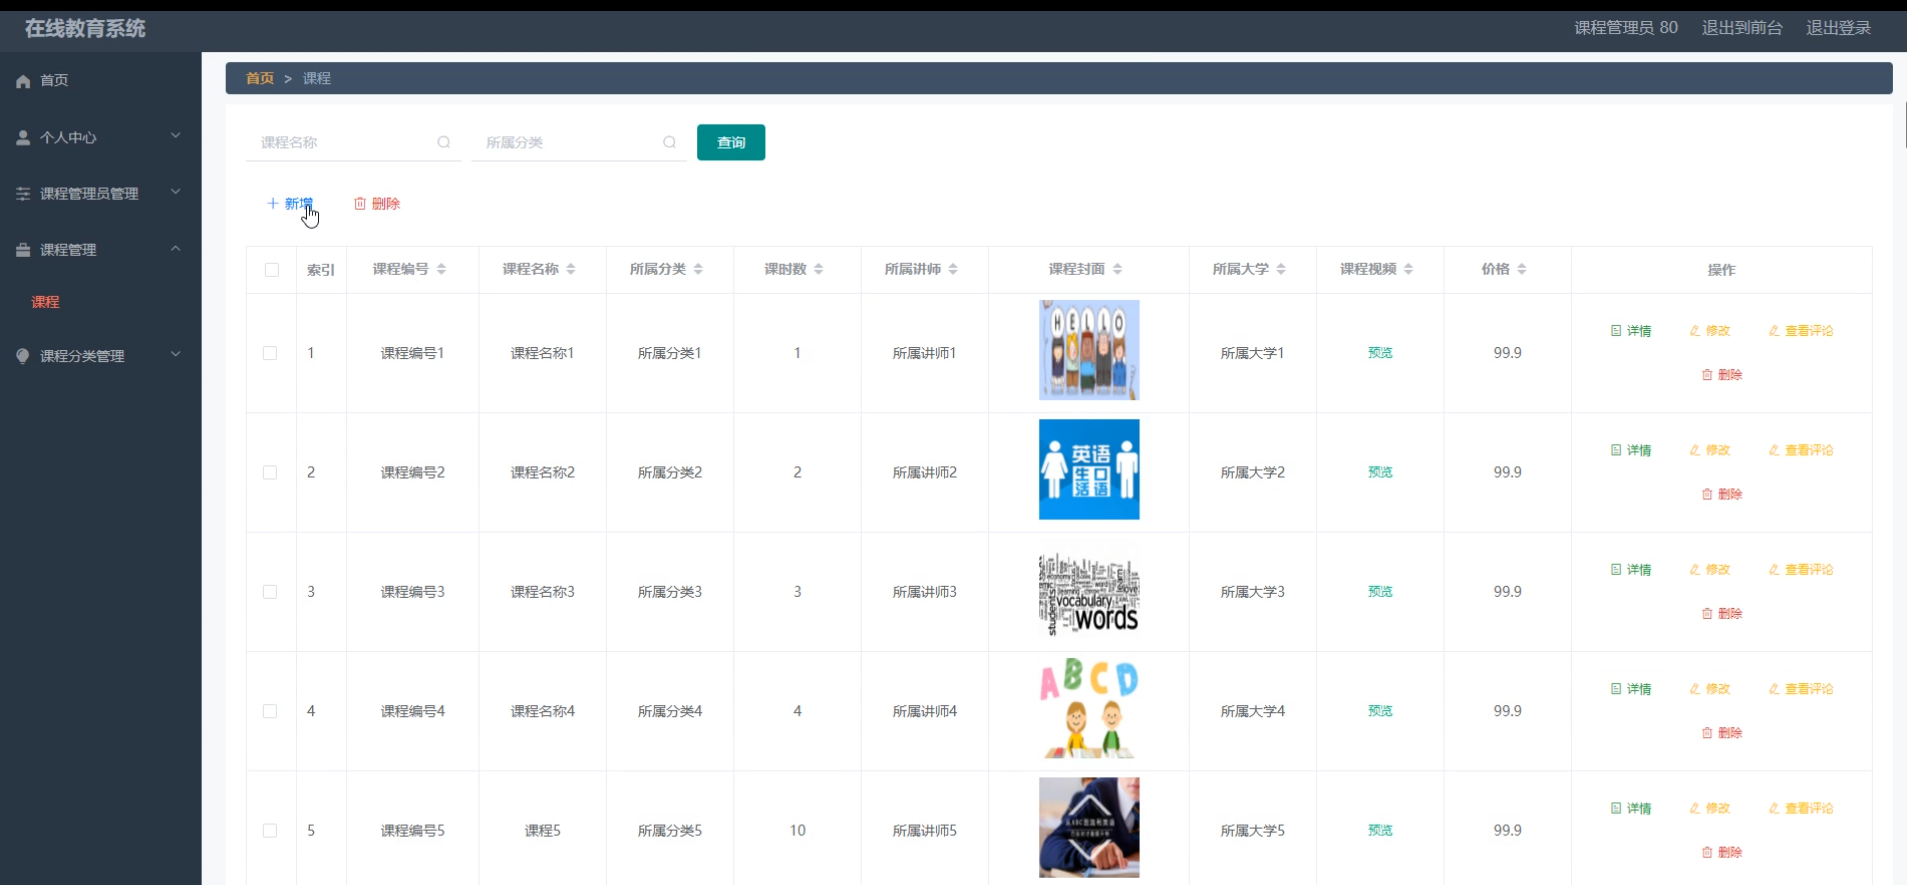 在线教育系统
课程管理员 80 退出到前台 退出登录
首页
个人中心
课程管理员管理
课程管理
课程
课程分类管理
首页 > 课程
课程名称 所属分类 查询
新增 删除
索引 课程编号 课程名称 所属分类 课时数 所属讲师 课程封面 所属大学 课程视频 价格 操作
1 课程编号1 课程名称1 所属分类1 1 所属讲师1 HELLO 所属大学1 预览 99.9 详情 修改 查看评论
删除
2 课程编号2 课程名称2 所属分类2 2 所属讲师2 所属大学2 预览 99.9 详情 修改 查看评论
英语
生口
活语
删除
3 课程编号3 课程名称3 所属分类3 3 所属讲师3 所属大学3 预览 99.9 详情 修改 查看评论
vocabulary
words
students
删除
4 课程编号4 课程名称4 所属分类4 4 所属讲师4 ABCD 所属大学4 预览 99.9 详情 修改 查看评论
删除
5 课程编号5 课程5 所属分类5 10 所属讲师5 所属大学5 预览 99.9 详情 修改 查看评论
删除